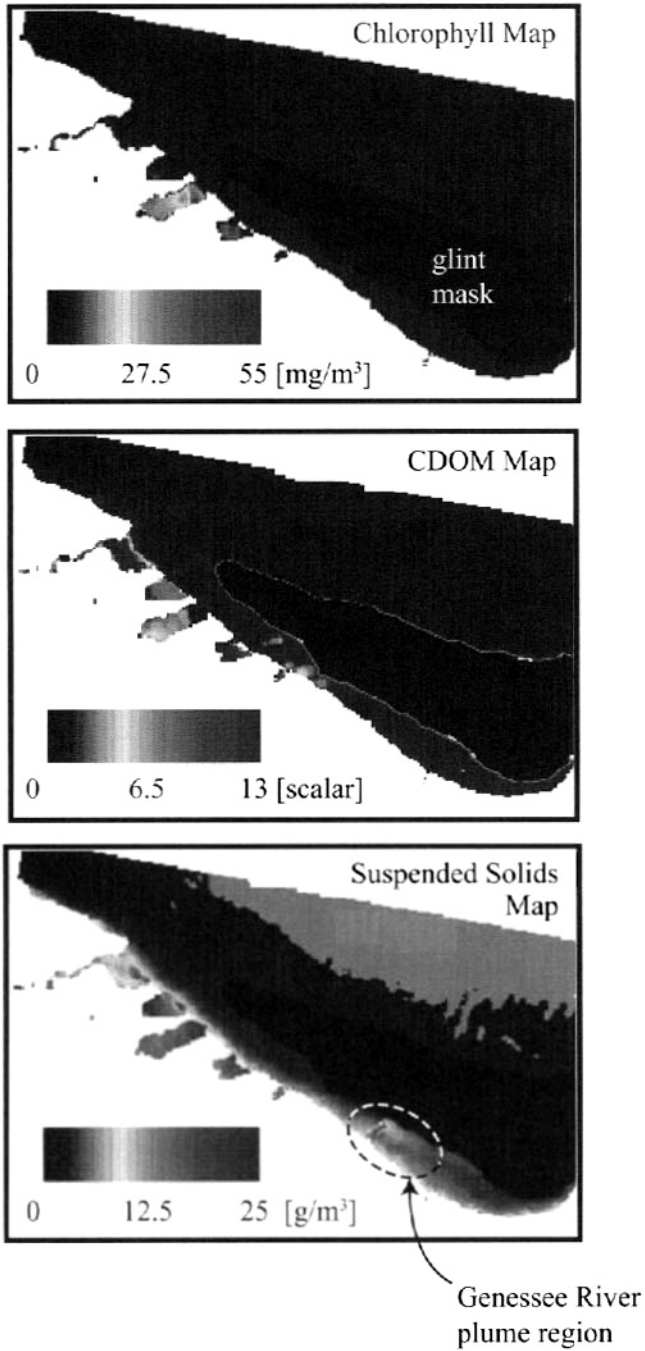 Chlorophyll Map
glint
mask
0 27.5 55 [mg/m³]
CDOM Map
0 6.5 13 [scalar]
Suspended Solids
Map
0 12.5 25 [g/m³]
Genessee River
plume region